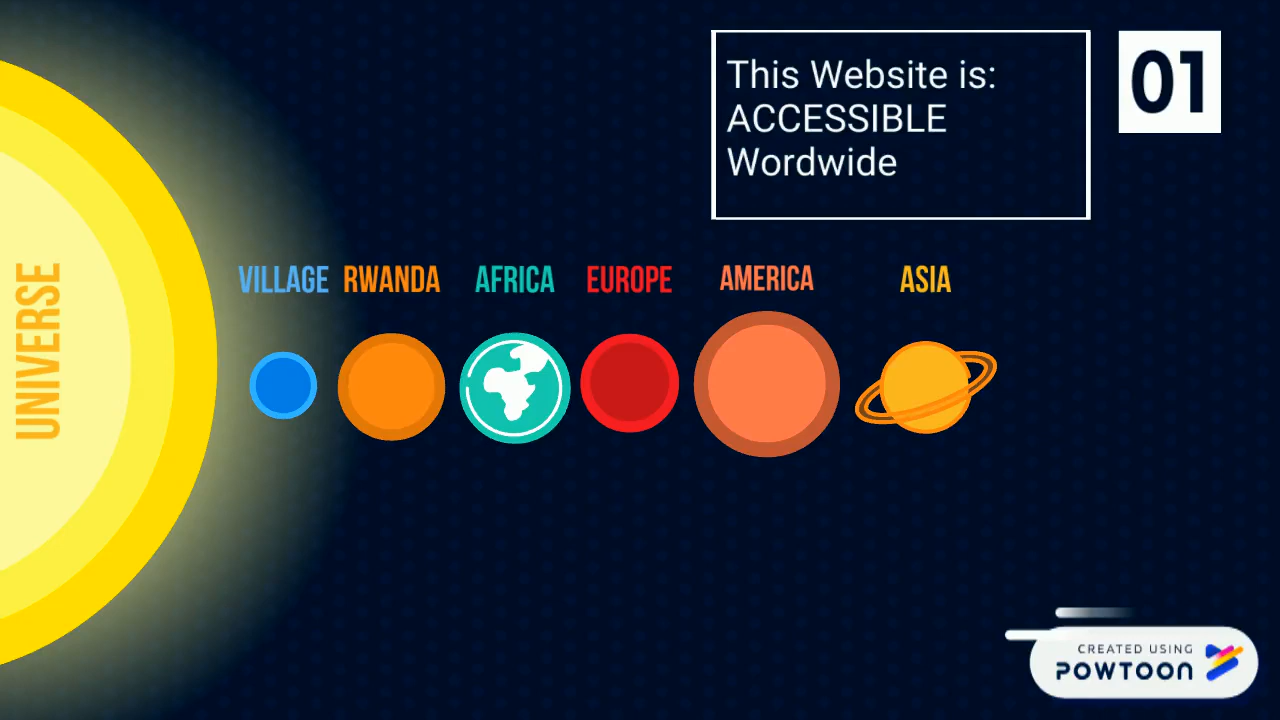 This Website is:
ACCESSIBLE
Wordwide
01
UNIVERSE
VILLAGE RWANDA AFRICA EUROPE AMERICA ASIA
CREATED USING
POWTOON